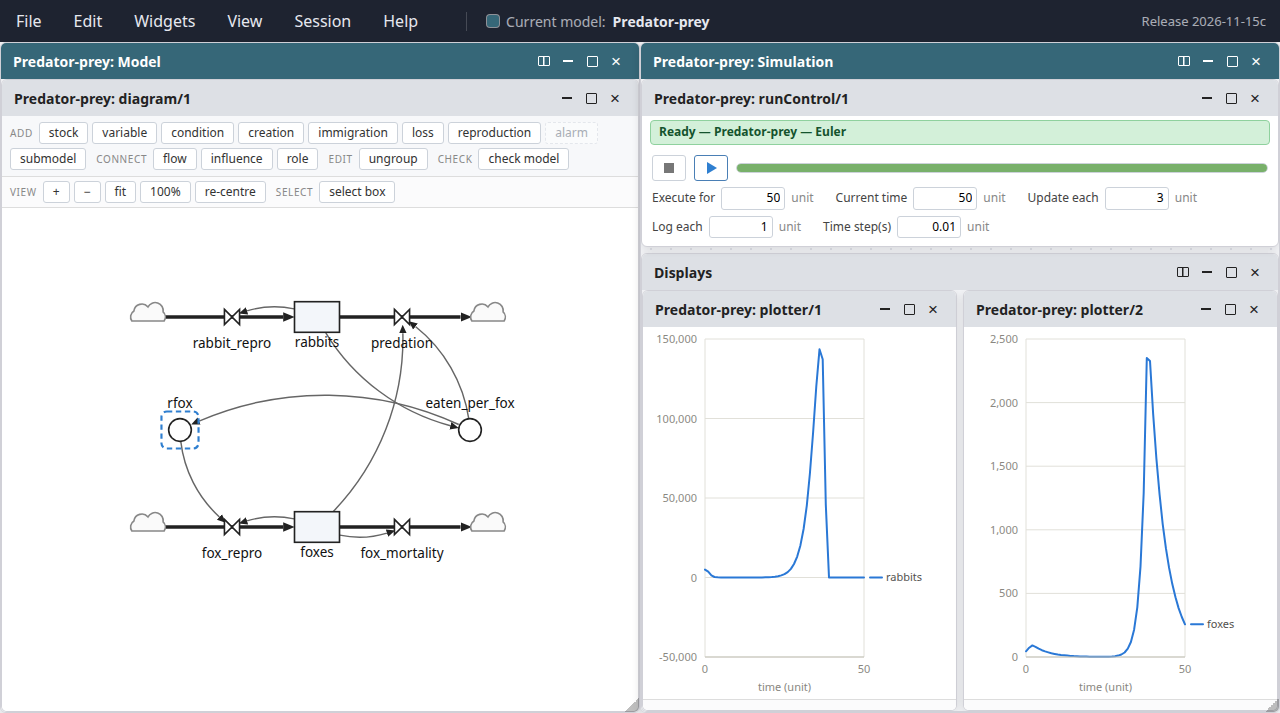 File Edit Widgets View Session Help Current model: Predator-prey Release 2026-11-15c
Predator-prey: Model
Predator-prey: diagram/1
ADD stock variable condition creation immigration loss reproduction alarm
submodel CONNECT flow influence role EDIT ungroup CHECK check model
VIEW + − fit 100% re-centre SELECT select box
rabbit_repro rabbits predation
rfox eaten_per_fox
fox_repro foxes fox_mortality
Predator-prey: Simulation
Predator-prey: runControl/1
Ready — Predator-prey — Euler
Execute for 50 unit Current time 50 unit Update each 3 unit
Log each 1 unit Time step(s) 0.01 unit
Displays
Predator-prey: plotter/1
150,000
100,000
50,000
0 rabbits
-50,000
0 50
time (unit)
Predator-prey: plotter/2
2,500
2,000
1,500
1,000
500
foxes
0
0 50
time (unit)